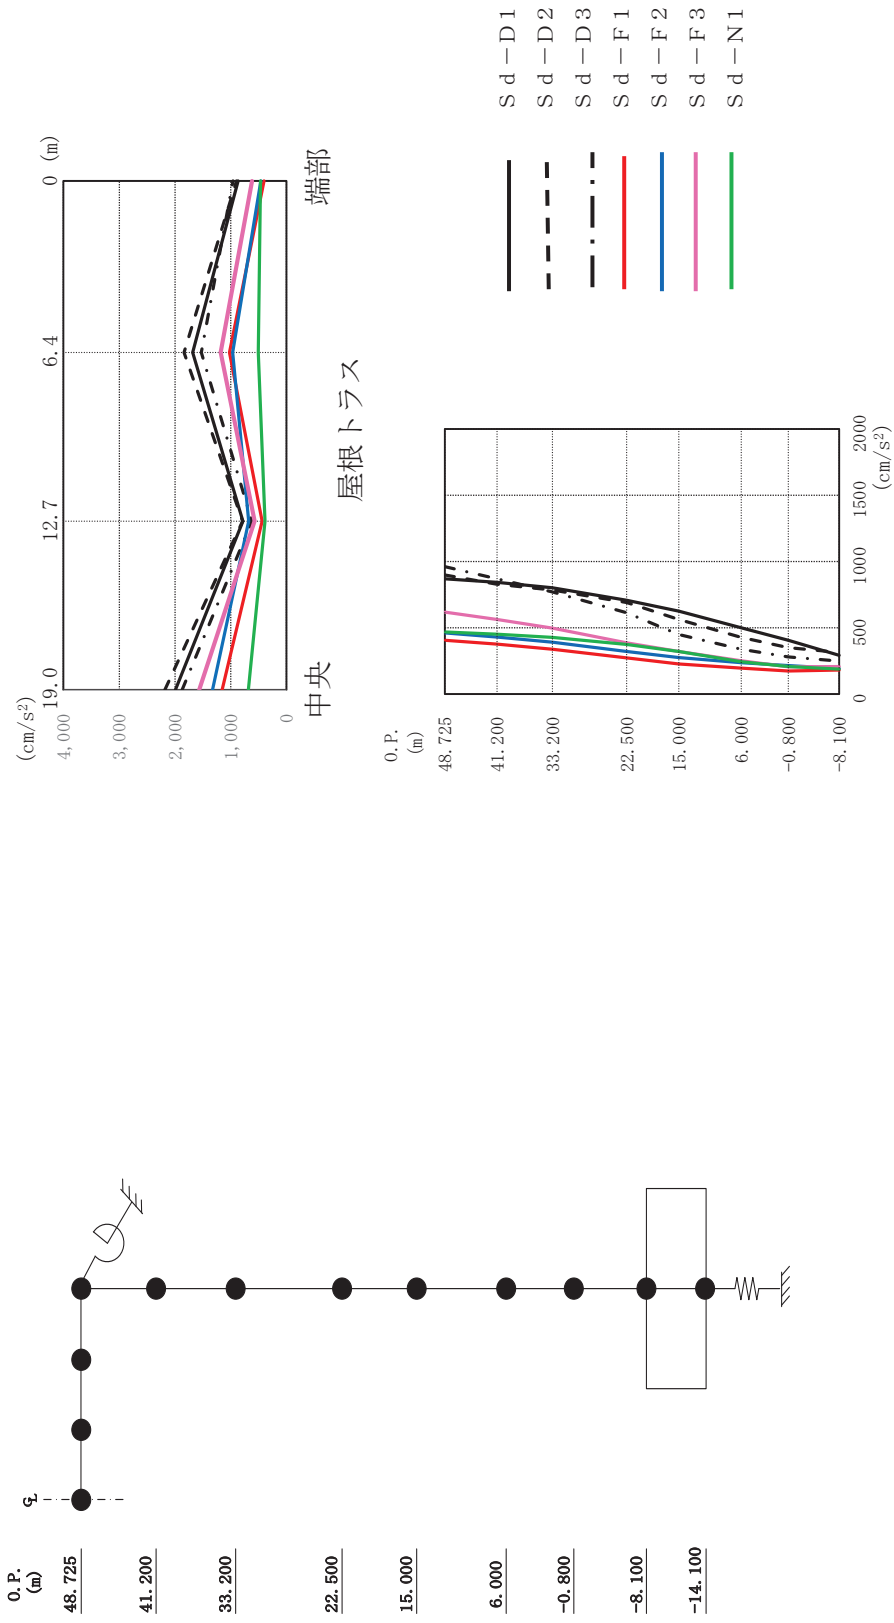 O.P.
(m)
48.725
41.200
33.200
22.500
15.000
6.000
-0.800
-8.100
-14.100
℄
(cm/s²)
4,000
3,000
2,000
1,000
0
19.0
12.7
6.4
0 (m)
中央
端部
屋根トラス
O.P.
(m)
48.725
41.200
33.200
22.500
15.000
6.000
-0.800
-8.100
0
500
1000
1500
2000
(cm/s²)
Ｓｄ－Ｄ１
Ｓｄ－Ｄ２
Ｓｄ－Ｄ３
Ｓｄ－Ｆ１
Ｓｄ－Ｆ２
Ｓｄ－Ｆ３
Ｓｄ－Ｎ１